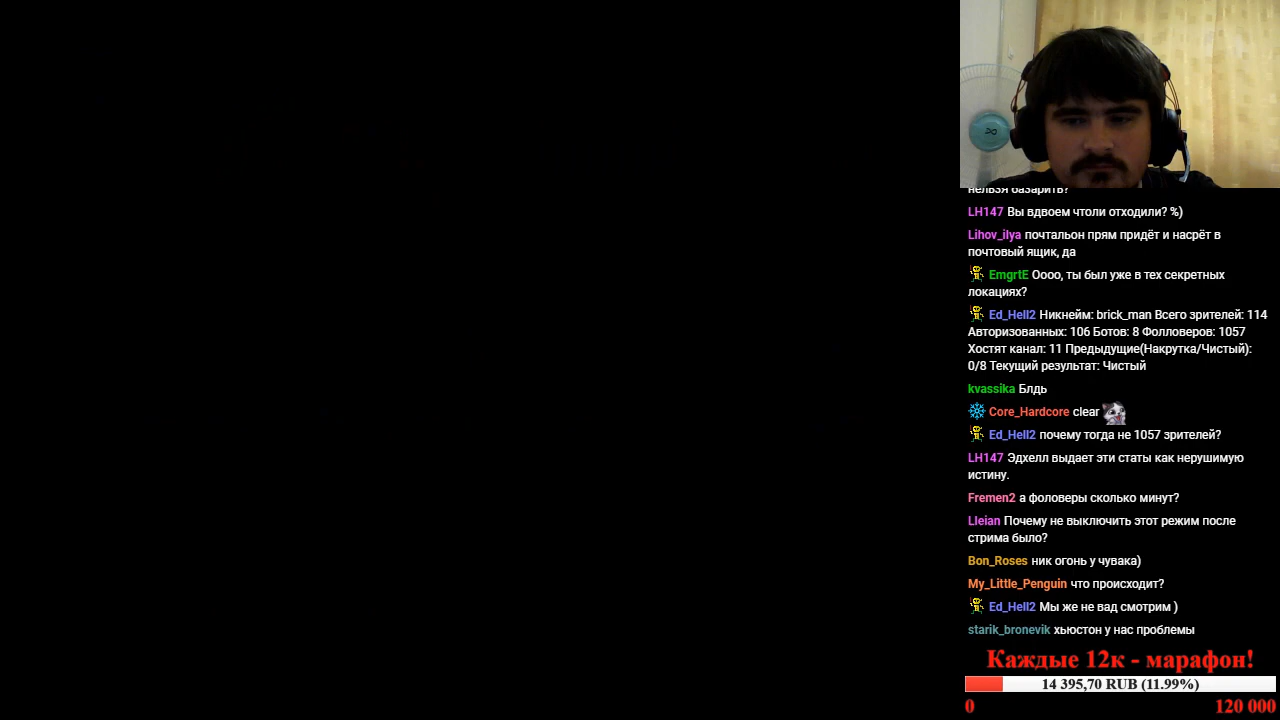 нельзя базарить?
LH147 Вы вдвоем чтоли отходили? %)
Lihov_ilya почтальон прям придёт и насрёт в
почтовый ящик, да
EmgrtE Оооо, ты был уже в тех секретных
локациях?
Ed_Hell2 Никнейм: brick_man Всего зрителей: 114
Авторизованных: 106 Ботов: 8 Фолловеров: 1057
Хостят канал: 11 Предыдущие(Накрутка/Чистый):
0/8 Текущий результат: Чистый
kvassika Блдь
Core_Hardcore clear
Ed_Hell2 почему тогда не 1057 зрителей?
LH147 Эдхелл выдает эти статы как нерушимую
истину.
Fremen2 а фоловеры сколько минут?
Lleian Почему не выключить этот режим после
стрима было?
Bon_Roses ник огонь у чувака)
My_Little_Penguin что происходит?
Ed_Hell2 Мы же не вад смотрим )
starik_bronevik хьюстон у нас проблемы
Каждые 12к - марафон!
14 395,70 RUB (11.99%)
0 120 000